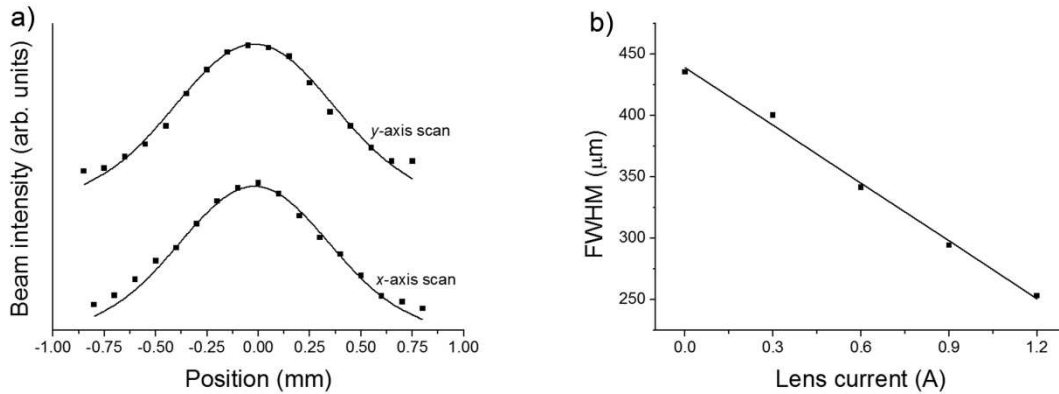 a)
Beam intensity (arb. units)
y-axis scan
x-axis scan
-1.00 -0.75 -0.50 -0.25 0.00 0.25 0.50 0.75 1.00
Position (mm)
b)
FWHM (μm)
450
400
350
300
250
0.0 0.3 0.6 0.9 1.2
Lens current (A)